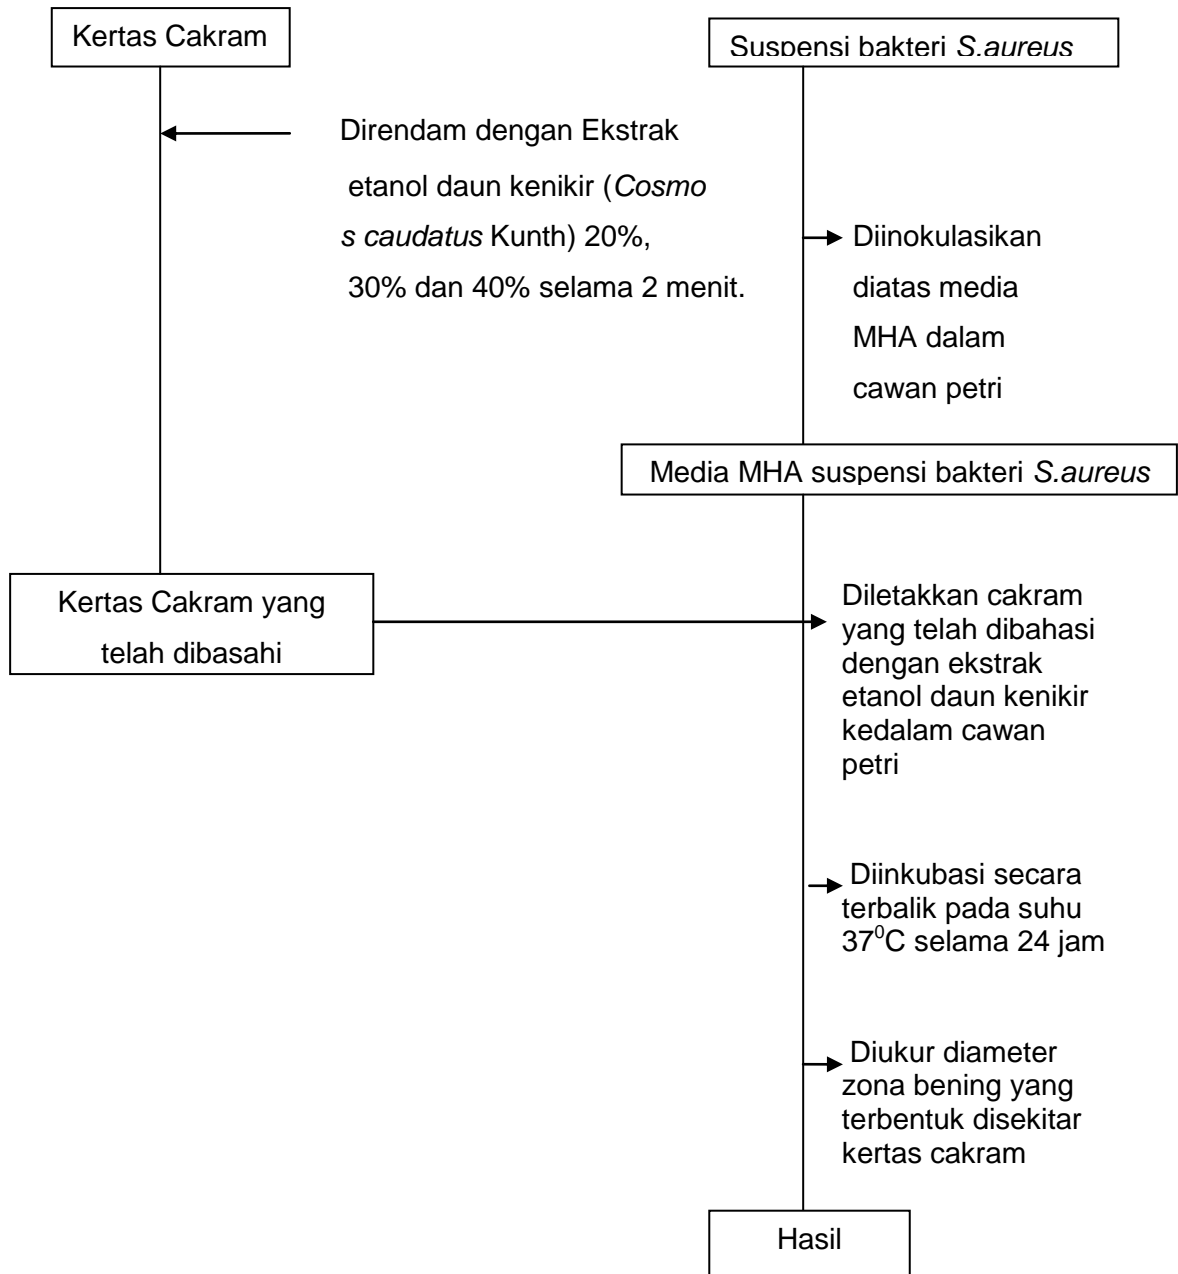 Kertas Cakram
Suspensi bakteri S.aureus
Direndam dengan Ekstrak
etanol daun kenikir (Cosmo
s caudatus Kunth) 20%,
30% dan 40% selama 2 menit.
Diinokulasikan
diatas media
MHA dalam
cawan petri
Media MHA suspensi bakteri S.aureus
Kertas Cakram yang
telah dibasahi
Diletakkan cakram
yang telah dibahasi
dengan ekstrak
etanol daun kenikir
kedalam cawan
petri
Diinkubasi secara
terbalik pada suhu
37⁰C selama 24 jam
Diukur diameter
zona bening yang
terbentuk disekitar
kertas cakram
Hasil